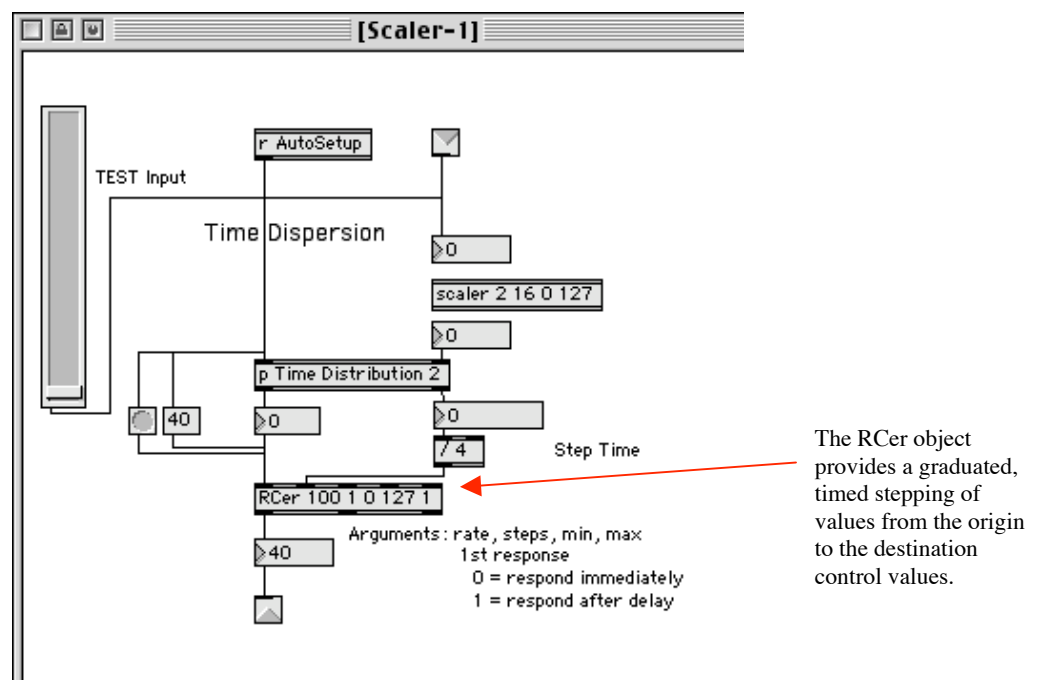 [Scaler-1]
r AutoSetup
TEST Input
Time Dispersion
0
scaler 2 16 0 127
0
p Time Distribution 2
40
0
0
/ 4
Step Time
RCer 100 1 0 127 1
Arguments: rate, steps, min, max
1st response
0 = respond immediately
1 = respond after delay
40
The RCer object
provides a graduated,
timed stepping of
values from the origin
to the destination
control values.